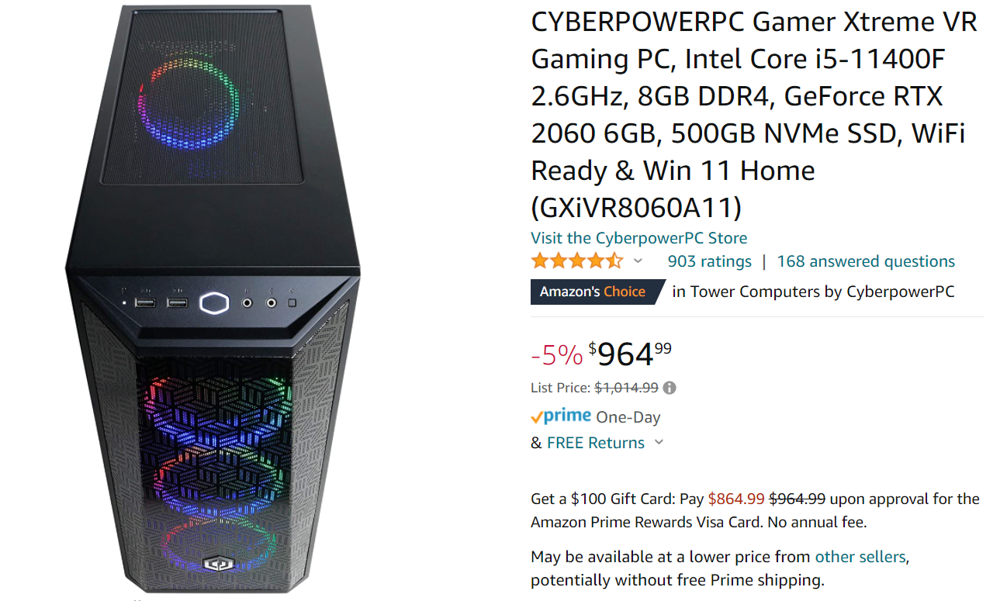 CYBERPOWERPC Gamer Xtreme VR
Gaming PC, Intel Core i5-11400F
2.6GHz, 8GB DDR4, GeForce RTX
2060 6GB, 500GB NVMe SSD, WiFi
Ready & Win 11 Home
(GXiVR8060A11)
Visit the CyberpowerPC Store
903 ratings | 168 answered questions
Amazon's Choice in Tower Computers by CyberpowerPC
-5% $964.99
List Price: $1,014.99
prime One-Day
& FREE Returns
Get a $100 Gift Card: Pay $864.99 $964.99 upon approval for the
Amazon Prime Rewards Visa Card. No annual fee.
May be available at a lower price from other sellers,
potentially without free Prime shipping.